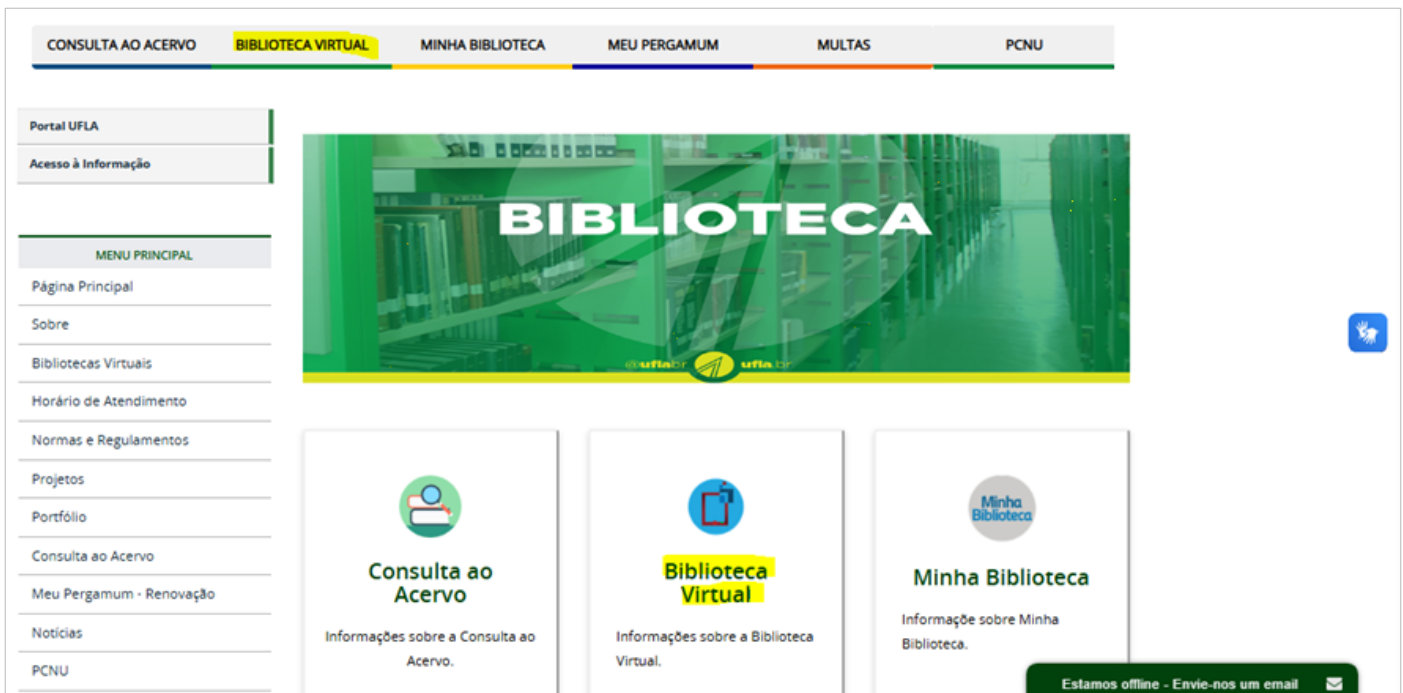 CONSULTA AO ACERVO
BIBLIOTECA VIRTUAL
MINHA BIBLIOTECA
MEU PERGAMUM
MULTAS
PCNU
Portal UFLA
Acesso à Informação
MENU PRINCIPAL
Página Principal
Sobre
Bibliotecas Virtuais
Horário de Atendimento
Normas e Regulamentos
Projetos
Portfólio
Consulta ao Acervo
Meu Pergamum - Renovação
Notícias
PCNU
BIBLIOTECA
@uflabr
ufla.br
Consulta ao
Acervo
Informações sobre a Consulta ao
Acervo.
Biblioteca
Virtual
Informações sobre a Biblioteca
Virtual.
Minha
Biblioteca
Minha Biblioteca
Informaçõe sobre Minha
Biblioteca.
Estamos offline - Envie-nos um email